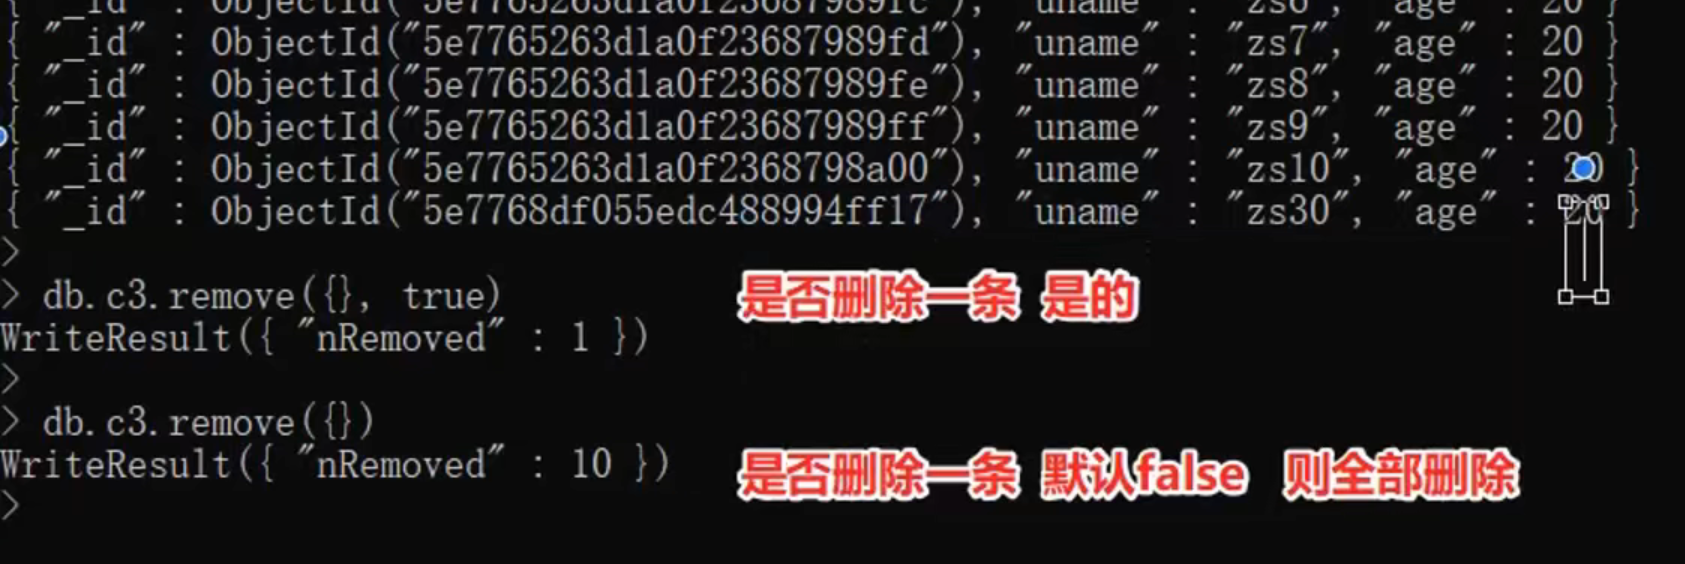 { "_id" : ObjectId("5e7765263d1a0f23687989fc"), "uname" : "zs6", "age" : 20 }
{ "_id" : ObjectId("5e7765263d1a0f23687989fd"), "uname" : "zs7", "age" : 20 }
{ "_id" : ObjectId("5e7765263d1a0f23687989fe"), "uname" : "zs8", "age" : 20 }
{ "_id" : ObjectId("5e7765263d1a0f23687989ff"), "uname" : "zs9", "age" : 20 }
{ "_id" : ObjectId("5e7765263d1a0f2368798a00"), "uname" : "zs10", "age" : 20 }
{ "_id" : ObjectId("5e7768df055edc488994ff17"), "uname" : "zs30", "age" : 20 }
>
> db.c3.remove({}, true) 是否删除一条 是的
WriteResult({ "nRemoved" : 1 })
>
> db.c3.remove({})
WriteResult({ "nRemoved" : 10 }) 是否删除一条 默认false 则全部删除
>